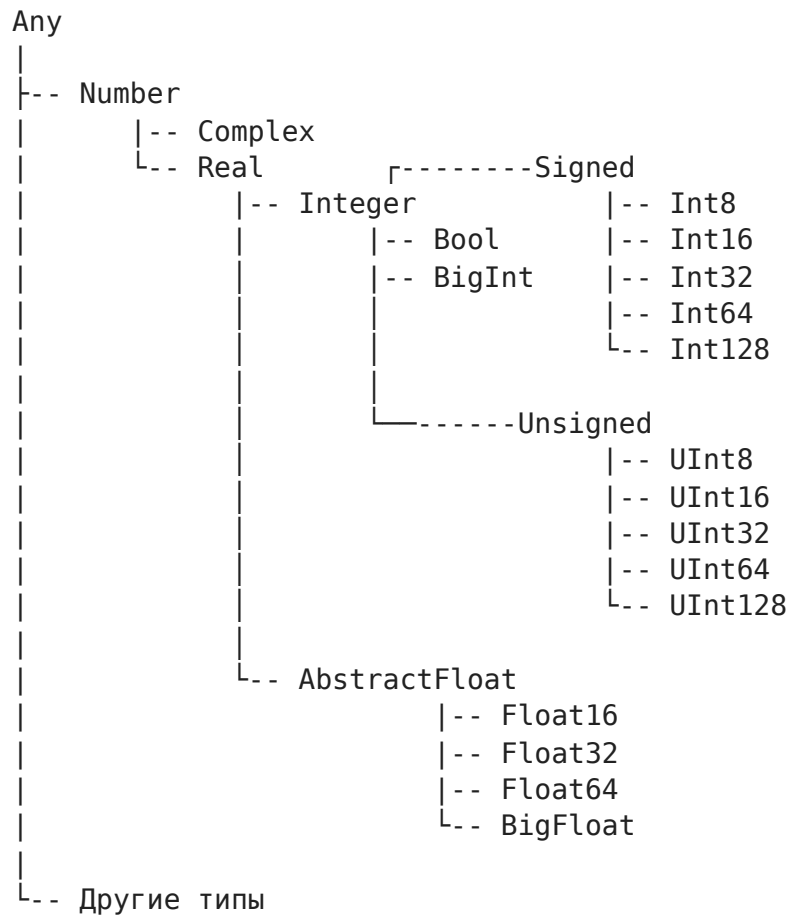 Any
Number
Complex
Real
Signed
Integer
Int8
Bool
Int16
BigInt
Int32
Int64
Int128
Unsigned
UInt8
UInt16
UInt32
UInt64
UInt128
AbstractFloat
Float16
Float32
Float64
BigFloat
Другие типы